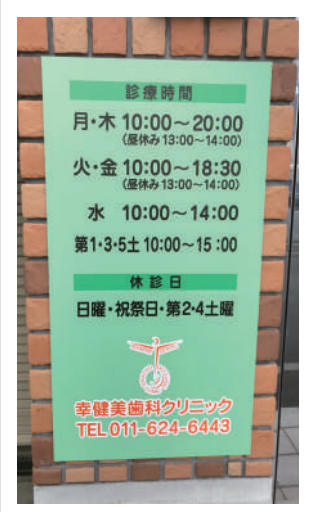 診療時間
月・木 10:00～20:00
（昼休み13:00～14:00）
火・金 10:00～18:30
（昼休み13:00～14:00）
水 10:00～14:00
第1・3・5土 10:00～15:00
休診日
日曜・祝祭日・第2・4土曜
幸健美歯科クリニック
TEL 011-624-6443